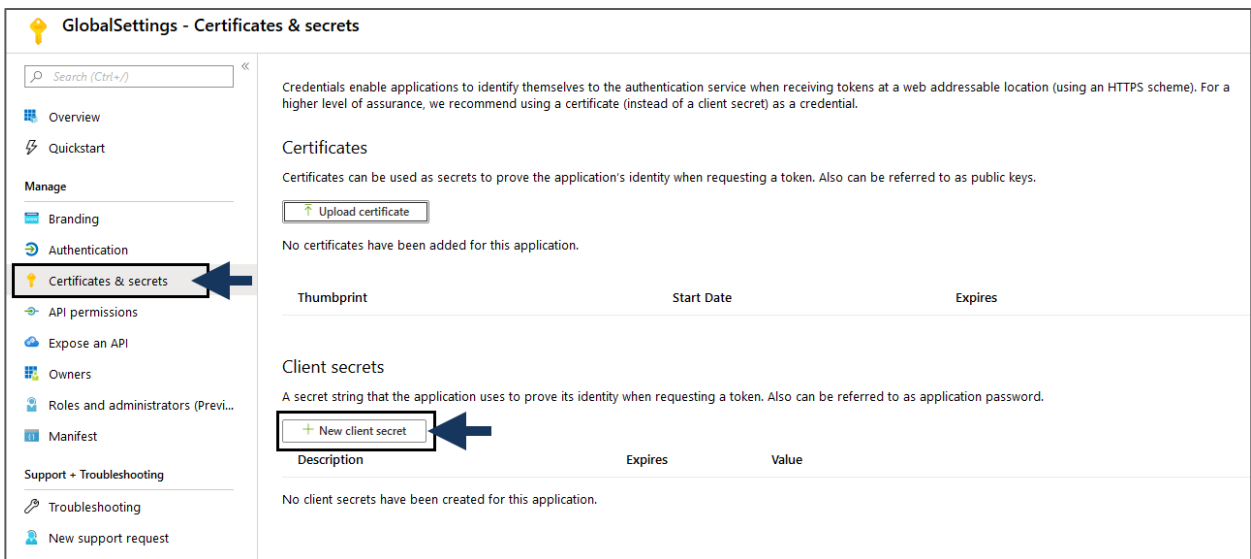 GlobalSettings - Certificates & secrets
Search (Ctrl+/)
«
Overview
Quickstart
Manage
Branding
Authentication
Certificates & secrets
API permissions
Expose an API
Owners
Roles and administrators (Previ...
Manifest
Support + Troubleshooting
Troubleshooting
New support request
Credentials enable applications to identify themselves to the authentication service when receiving tokens at a web addressable location (using an HTTPS scheme). For a
higher level of assurance, we recommend using a certificate (instead of a client secret) as a credential.
Certificates
Certificates can be used as secrets to prove the application's identity when requesting a token. Also can be referred to as public keys.
Upload certificate
No certificates have been added for this application.
Thumbprint Start Date Expires
Client secrets
A secret string that the application uses to prove its identity when requesting a token. Also can be referred to as application password.
New client secret
Description Expires Value
No client secrets have been created for this application.